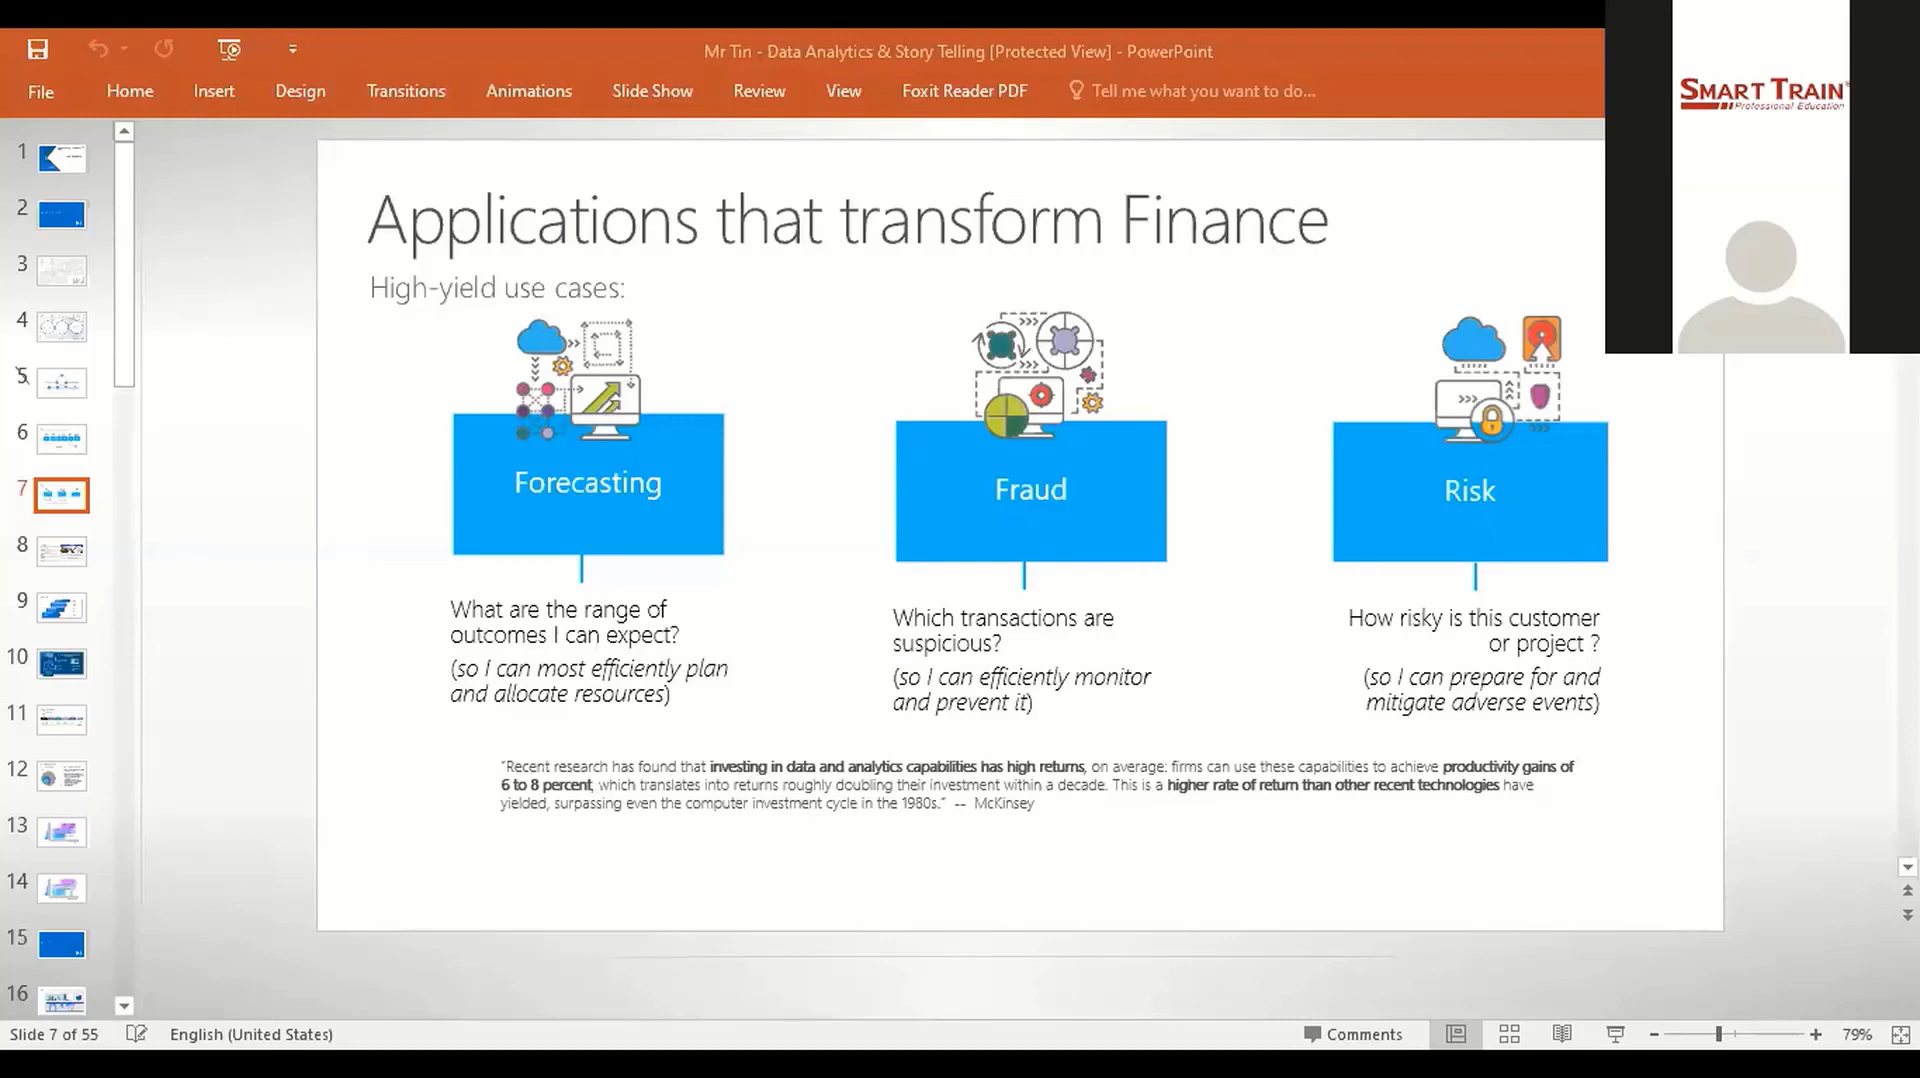 Mr Tin - Data Analytics & Story Telling [Protected View] - PowerPoint
File Home Insert Design Transitions Animations Slide Show Review View Foxit Reader PDF Tell me what you want to do...
SMART TRAIN
Professional Education
1
2
3
4
5
6
7
8
9
10
11
12
13
14
15
16
Applications that transform Finance
High-yield use cases:
Forecasting
What are the range of
outcomes I can expect?
(so I can most efficiently plan
and allocate resources)
Fraud
Which transactions are
suspicious?
(so I can efficiently monitor
and prevent it)
Risk
How risky is this customer
or project ?
(so I can prepare for and
mitigate adverse events)
"Recent research has found that investing in data and analytics capabilities has high returns, on average: firms can use these capabilities to achieve productivity gains of
6 to 8 percent, which translates into returns roughly doubling their investment within a decade. This is a higher rate of return than other recent technologies have
yielded, surpassing even the computer investment cycle in the 1980s." -- McKinsey
Slide 7 of 55 English (United States) Comments 79%